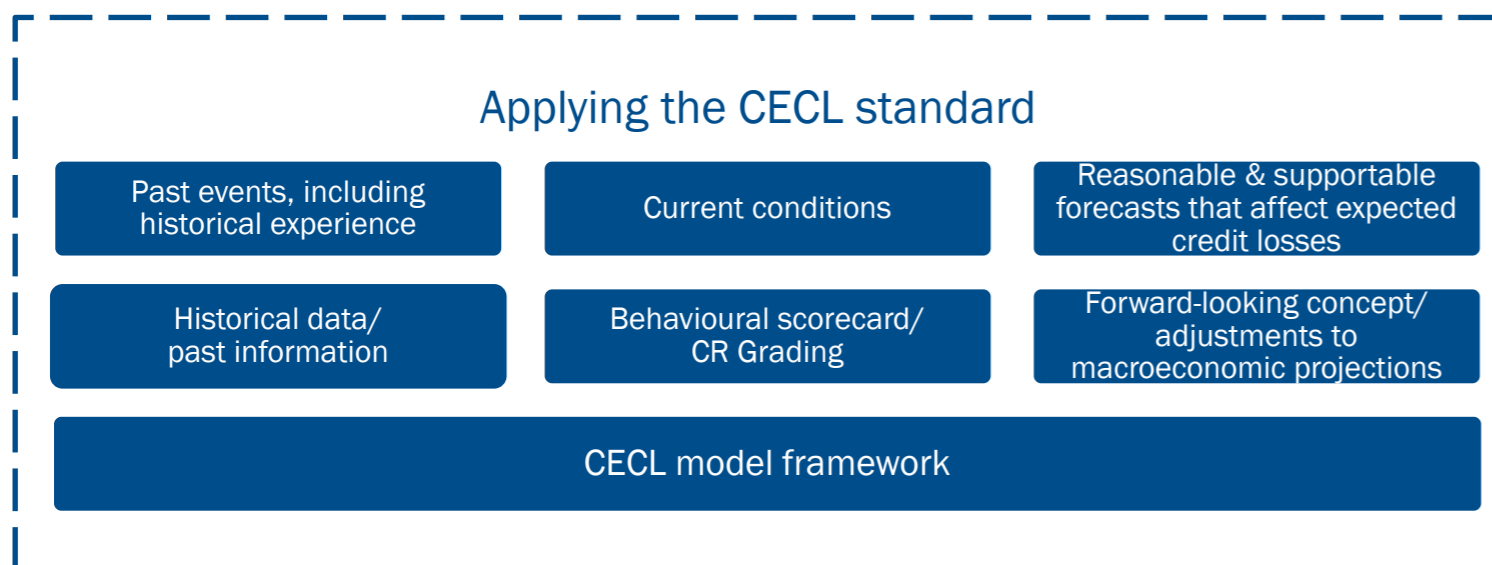 Applying the CECL standard
Past events, including
historical experience
Current conditions
Reasonable & supportable
forecasts that affect expected
credit losses
Historical data/
past information
Behavioural scorecard/
CR Grading
Forward-looking concept/
adjustments to
macroeconomic projections
CECL model framework